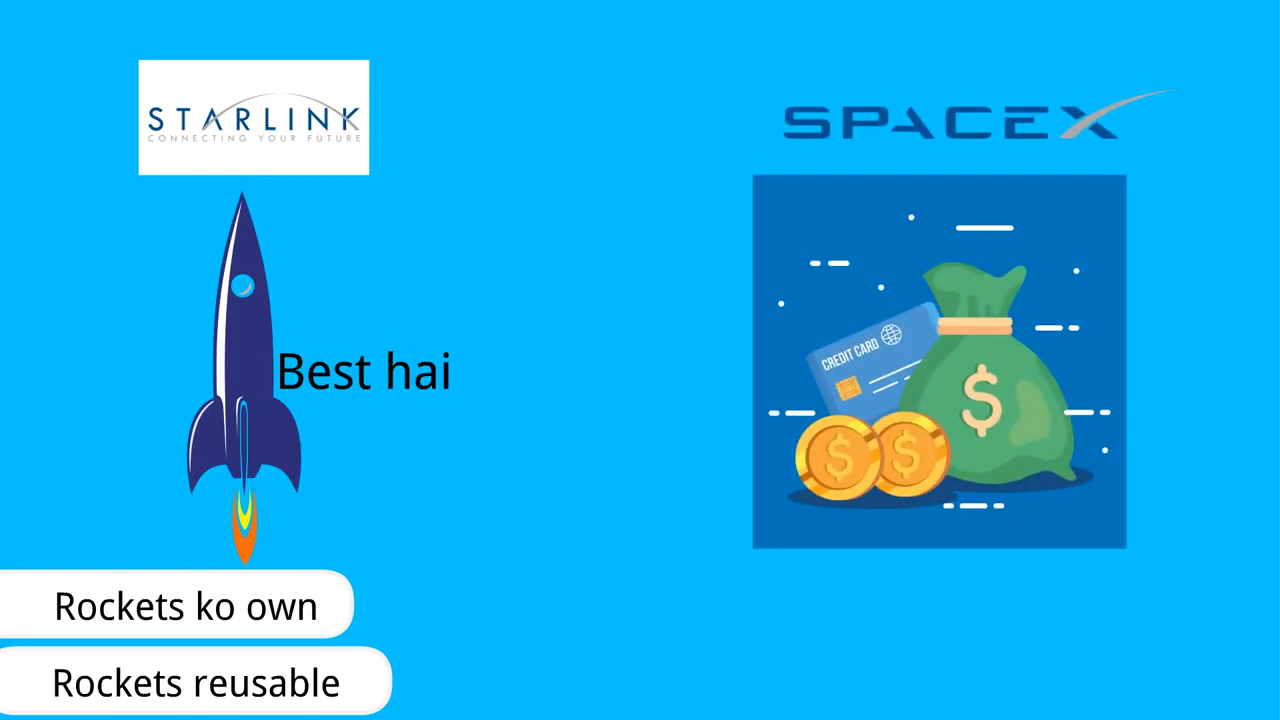 STARLINK
CONNECTING YOUR FUTURE
SPACEX
CREDIT CARD
$
$
$
Best hai
Rockets ko own
Rockets reusable